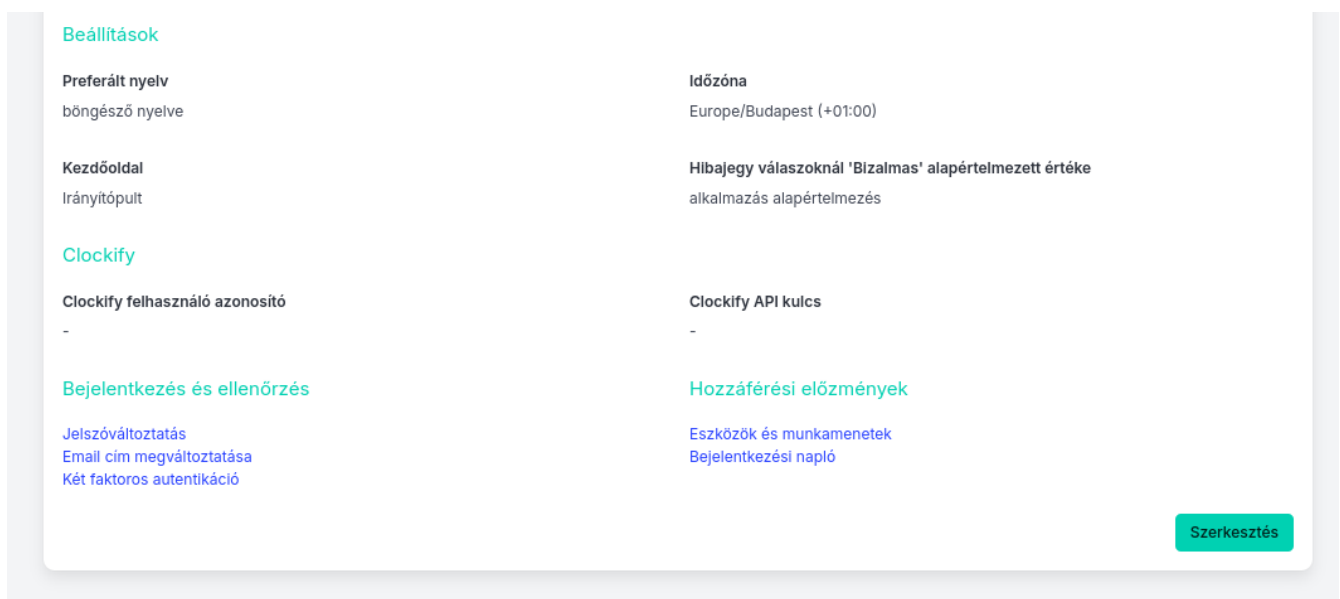 Beállítások
Preferált nyelv
böngésző nyelve
Időzóna
Europe/Budapest (+01:00)
Kezdőoldal
Irányítópult
Hibajegy válaszoknál 'Bizalmas' alapértelmezett értéke
alkalmazás alapértelmezés
Clockify
Clockify felhasználó azonosító
-
Clockify API kulcs
-
Bejelentkezés és ellenőrzés
Jelszóváltoztatás
Email cím megváltoztatása
Két faktoros autentikáció
Hozzáférési előzmények
Eszközök és munkamenetek
Bejelentkezési napló
Szerkesztés